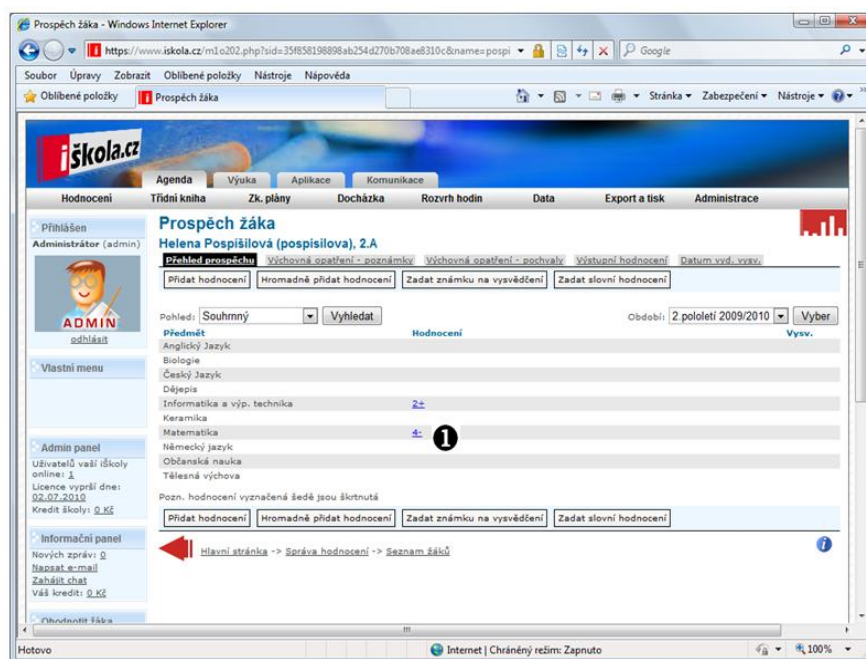 Prospěch žáka - Windows Internet Explorer
https://www.iskola.cz/m1o202.php?sid=35f858198898ab254d270b708ae8310c&name=pospi
Google
Soubor Úpravy Zobrazit Oblíbené položky Nástroje Nápověda
Oblíbené položky Prospěch žáka Stránka Zabezpečení Nástroje
iškola.cz
Agenda Výuka Aplikace Komunikace
Hodnocení Třídní kniha Zk. plány Docházka Rozvrh hodin Data Export a tisk Administrace
Přihlášen
Administrátor (admin)
ADMIN
odhlásit
Vlastní menu
Admin panel
Uživatelů vaší iŠkoly
online: 1
Licence vyprší dne:
02.07.2010
Kredit školy: 0 Kč
Informační panel
Nových zpráv: 0
Napsat e-mail
Zahájit chat
Váš kredit: 0 Kč
Ohodnotit žáka
Prospěch žáka
Helena Pospíšilová (pospisilova), 2.A
Přehled prospěchu Výchovná opatření - poznámky Výchovná opatření - pochvaly Výstupní hodnocení Datum vyd. vysv.
Přidat hodnocení Hromadně přidat hodnocení Zadat známku na vysvědčení Zadat slovní hodnocení
Pohled: Souhrnný Vyhledat Období: 2.pololetí 2009/2010 Vyber
Předmět Hodnocení Vysv.
Anglický Jazyk
Biologie
Český Jazyk
Dějepis
Informatika a výp. technika 2+
Keramika
Matematika 4- 1
Německý jazyk
Občanská nauka
Tělesná výchova
Pozn. hodnocení vyznačená šedě jsou škrtnutá
Přidat hodnocení Hromadně přidat hodnocení Zadat známku na vysvědčení Zadat slovní hodnocení
Hlavní stránka -> Správa hodnocení -> Seznam žáků
Hotovo Internet | Chráněný režim: Zapnuto 100%